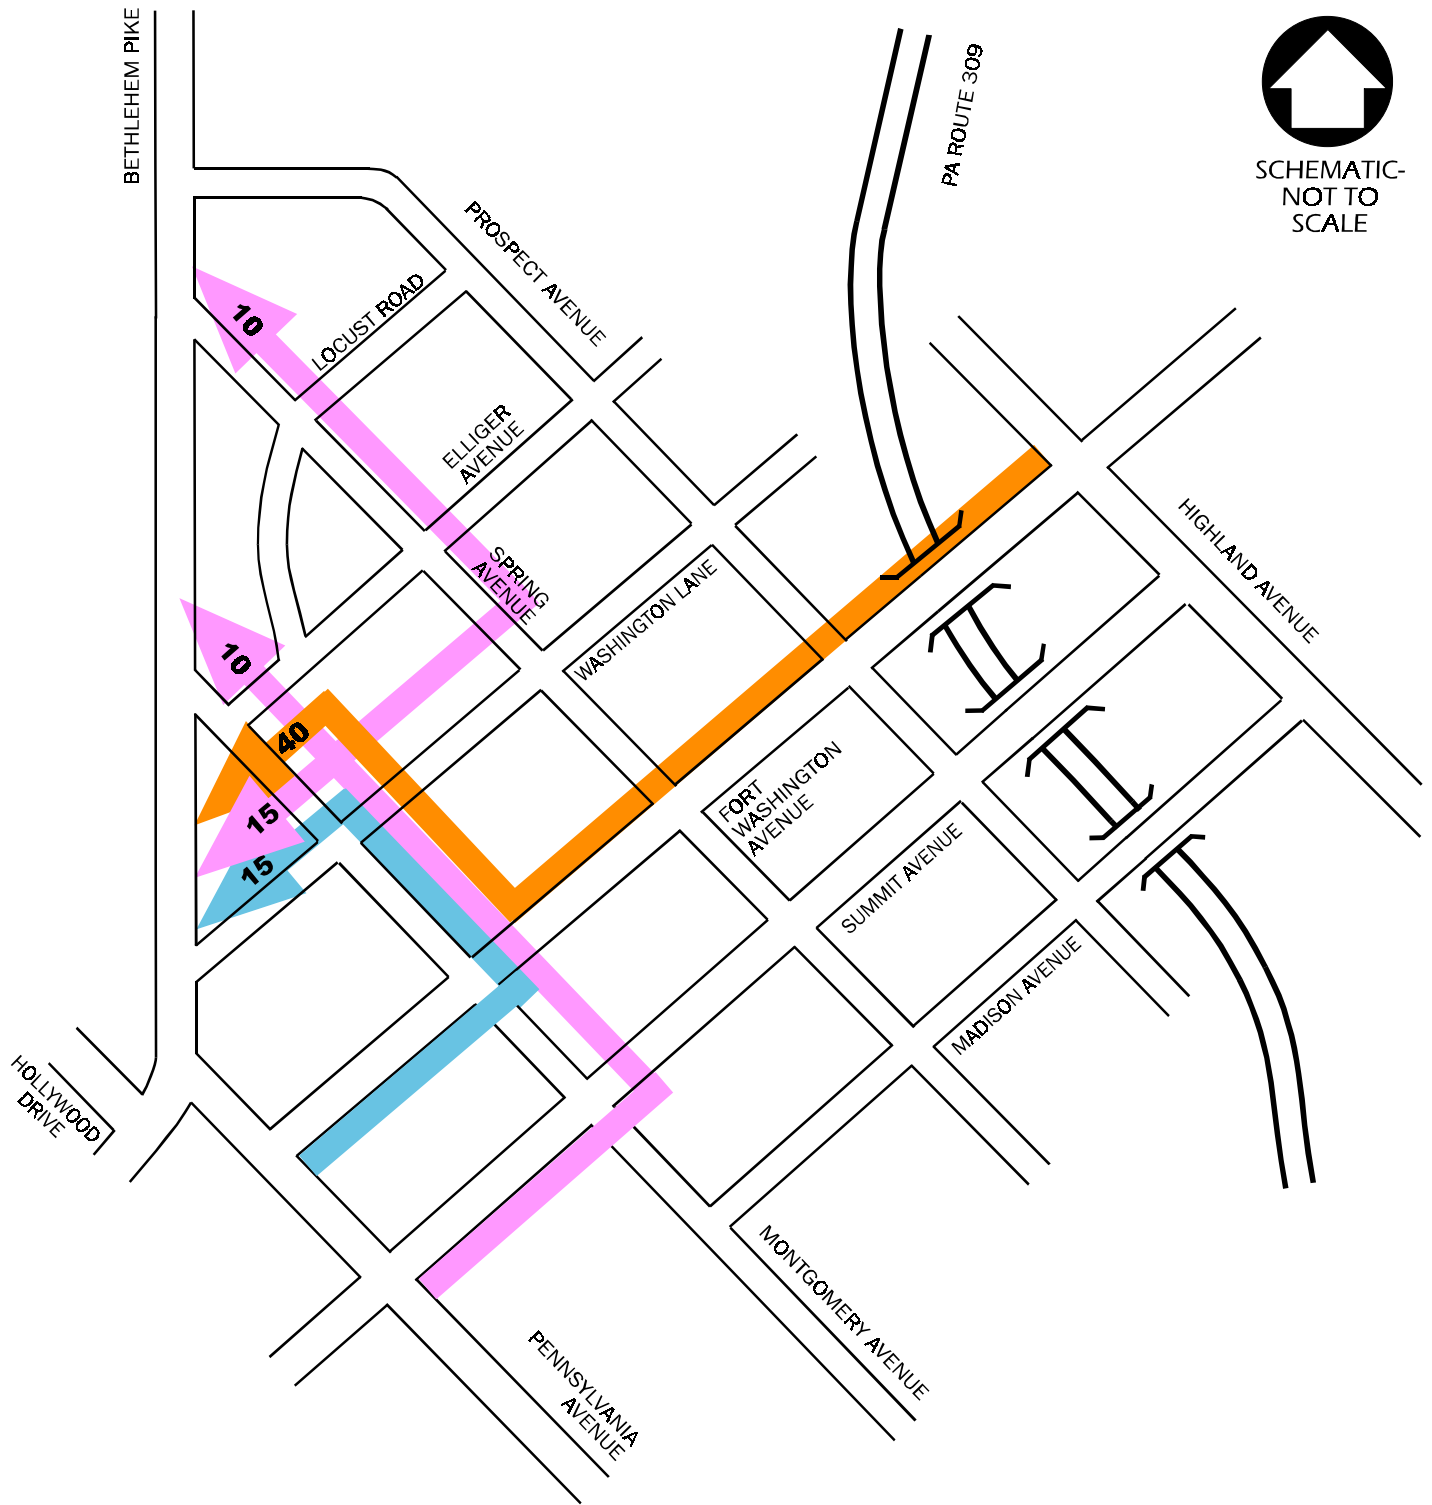 BETHLEHEM PIKE
PA ROUTE 309
SCHEMATIC-
NOT TO
SCALE
PROSPECT AVENUE
LOCUST ROAD
10
ELLIGER
AVENUE
SPRING
AVENUE
WASHINGTON LANE
HIGHLAND AVENUE
10
40
15
15
FORT
WASHINGTON
AVENUE
SUMMIT AVENUE
MADISON AVENUE
HOLLYWOOD
DRIVE
MONTGOMERY AVENUE
PENNSYLVANIA
AVENUE